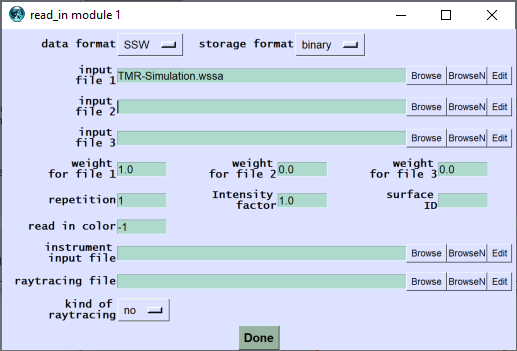 read_in module 1
data format SSW storage format binary
input
file 1 TMR-Simulation.wssa Browse BrowseN Edit
input
file 2 Browse BrowseN Edit
input
file 3 Browse BrowseN Edit
weight
for file 1 1.0 weight
for file 2 0.0 weight
for file 3 0.0
repetition 1 Intensity
factor 1.0 surface
ID
read in color -1
instrument
input file Browse BrowseN Edit
raytracing file Browse BrowseN Edit
kind of
raytracing no
Done